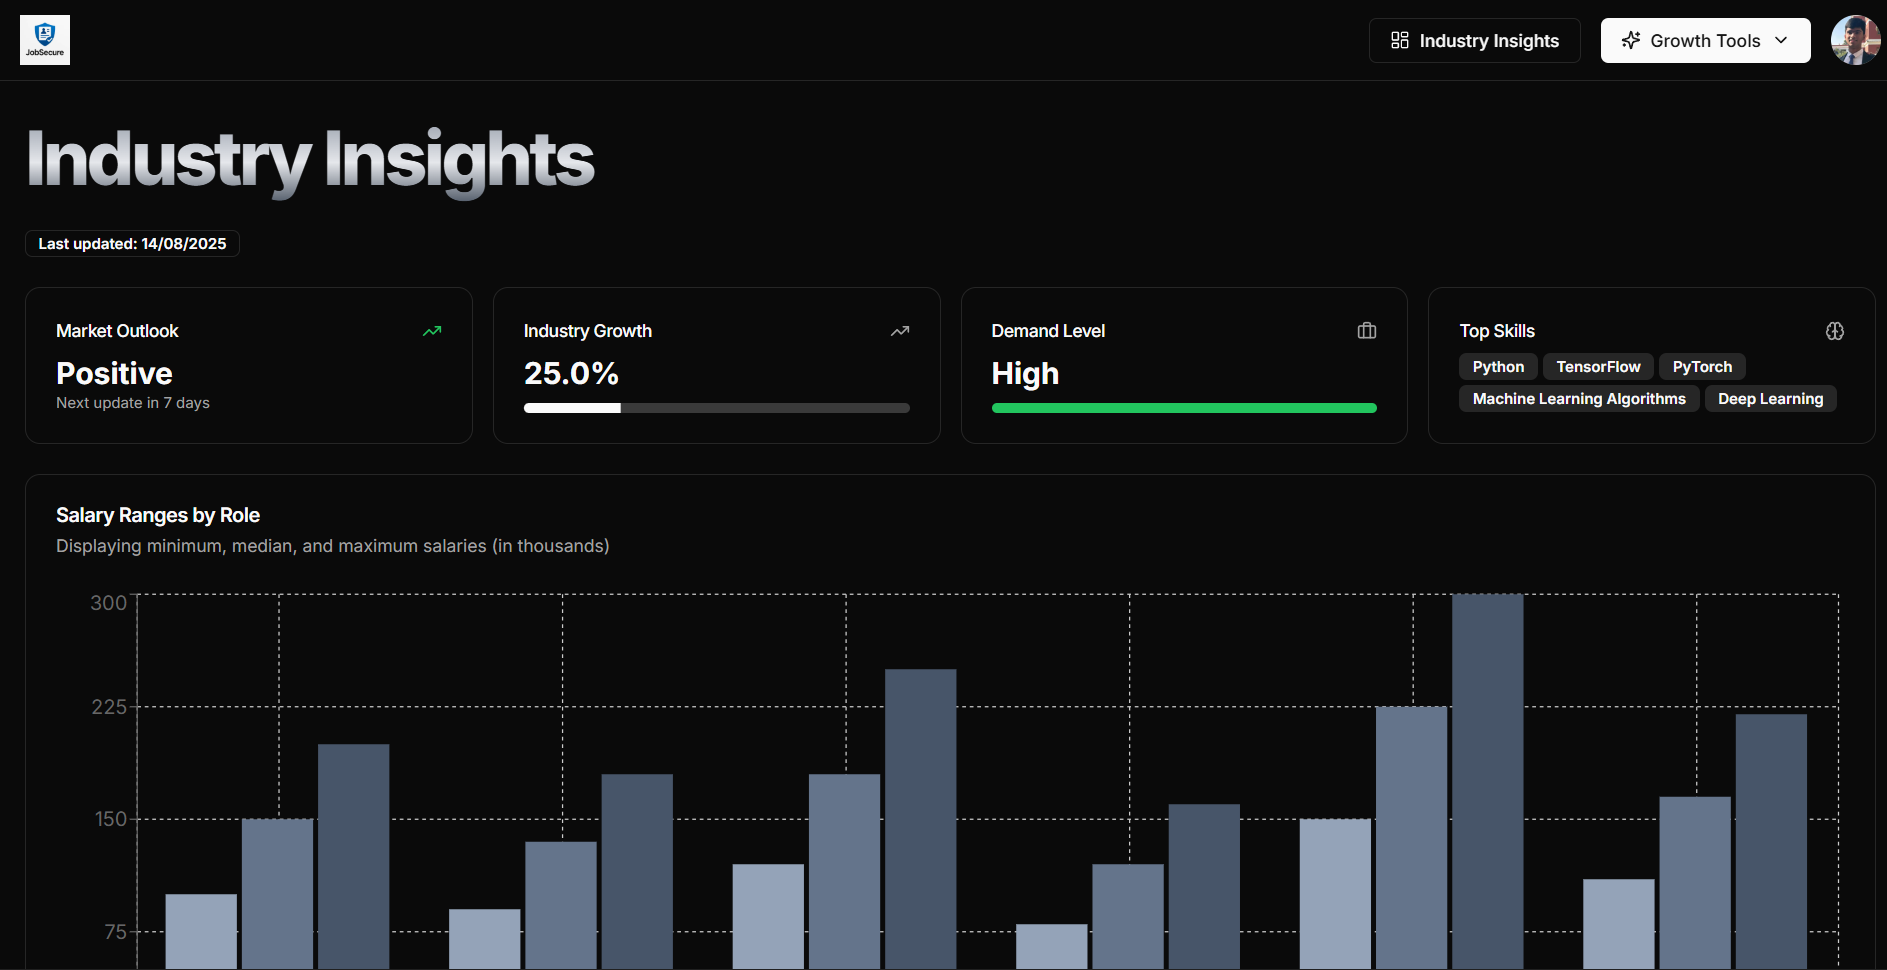 JobSecure
Industry Insights
Growth Tools
Industry Insights
Last updated: 14/08/2025
Market Outlook
Positive
Next update in 7 days
Industry Growth
25.0%
Demand Level
High
Top Skills
Python TensorFlow PyTorch
Machine Learning Algorithms Deep Learning
Salary Ranges by Role
Displaying minimum, median, and maximum salaries (in thousands)
300
225
150
75